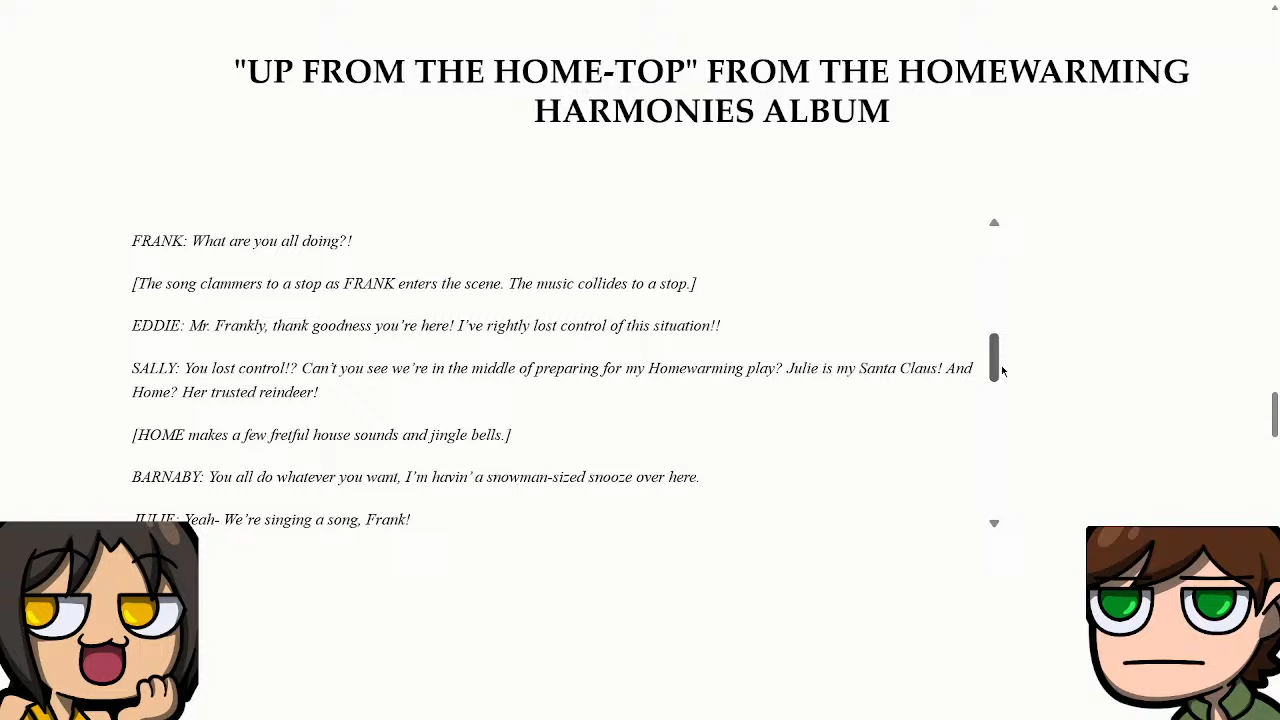 "UP FROM THE HOME-TOP" FROM THE HOMEWARMING
HARMONIES ALBUM
FRANK: What are you all doing?!
[The song clammers to a stop as FRANK enters the scene. The music collides to a stop.]
EDDIE: Mr. Frankly, thank goodness you’re here! I’ve rightly lost control of this situation!!
SALLY: You lost control!? Can’t you see we’re in the middle of preparing for my Homewarming play? Julie is my Santa Claus! And
Home? Her trusted reindeer!
[HOME makes a few fretful house sounds and jingle bells.]
BARNABY: You all do whatever you want, I’m havin’ a snowman-sized snooze over here.
JULIE: Yeah- We’re singing a song, Frank!